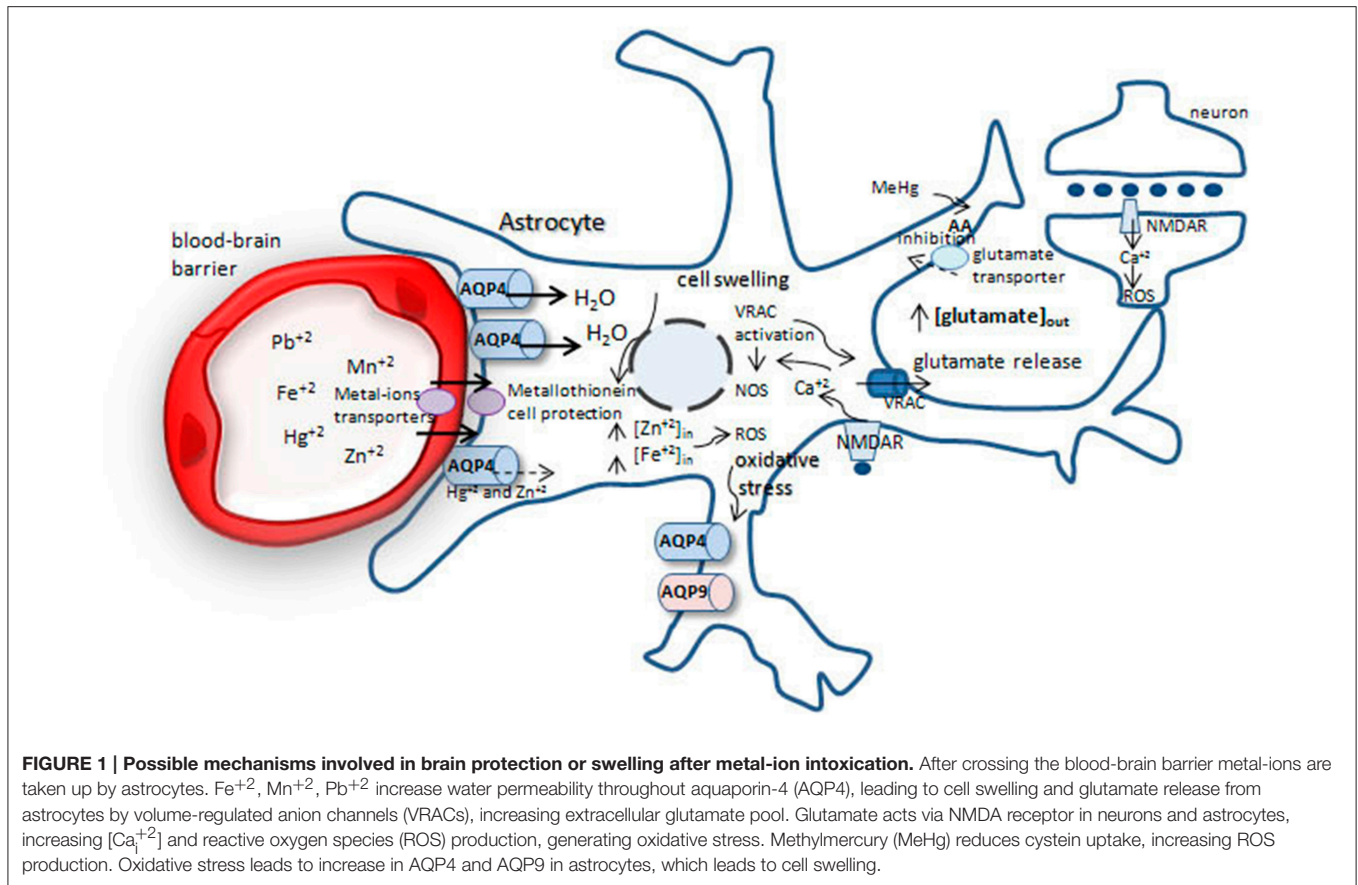 neuron
MeHg
AA
NMDAR
inhibition
glutamate
transporter
Ca+2
ROS
Astrocyte
blood-brain
barrier
AQP4
H2O
AQP4
H2O
cell swelling
VRAC
activation
↑ [glutamate]out
glutamate release
Pb+2
Mn+2
Fe+2
Metal-ions
transporters
Hg+2
Zn+2
Metallothionein
cell protection
NOS
Ca+2
VRAC
[Zn+2]in
ROS
[Fe+2]in
oxidative
stress
NMDAR
AQP4
Hg+2 and Zn+2
AQP4
AQP9
FIGURE 1 | Possible mechanisms involved in brain protection or swelling after metal-ion intoxication. After crossing the blood-brain barrier metal-ions are
taken up by astrocytes. Fe+2, Mn+2, Pb+2 increase water permeability throughout aquaporin-4 (AQP4), leading to cell swelling and glutamate release from
astrocytes by volume-regulated anion channels (VRACs), increasing extracellular glutamate pool. Glutamate acts via NMDA receptor in neurons and astrocytes,
increasing [Cai+2] and reactive oxygen species (ROS) production, generating oxidative stress. Methylmercury (MeHg) reduces cystein uptake, increasing ROS
production. Oxidative stress leads to increase in AQP4 and AQP9 in astrocytes, which leads to cell swelling.